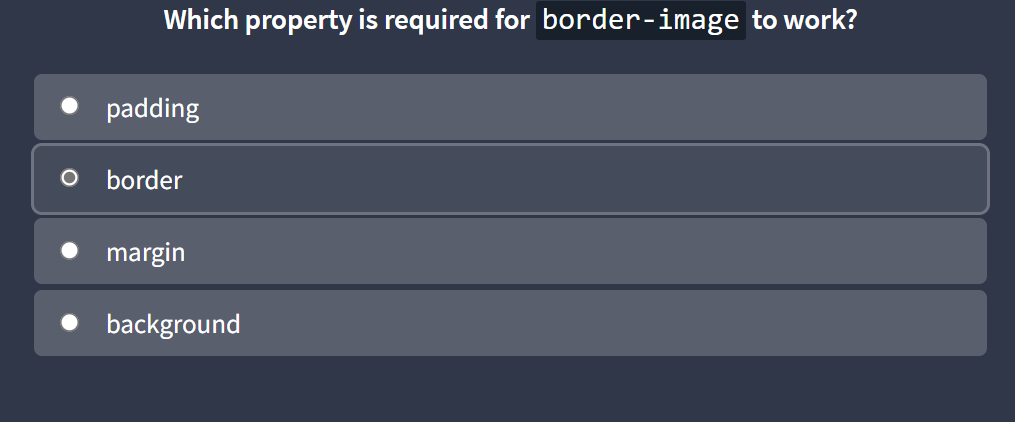 Which property is required for border-image to work?
padding
border
margin
background